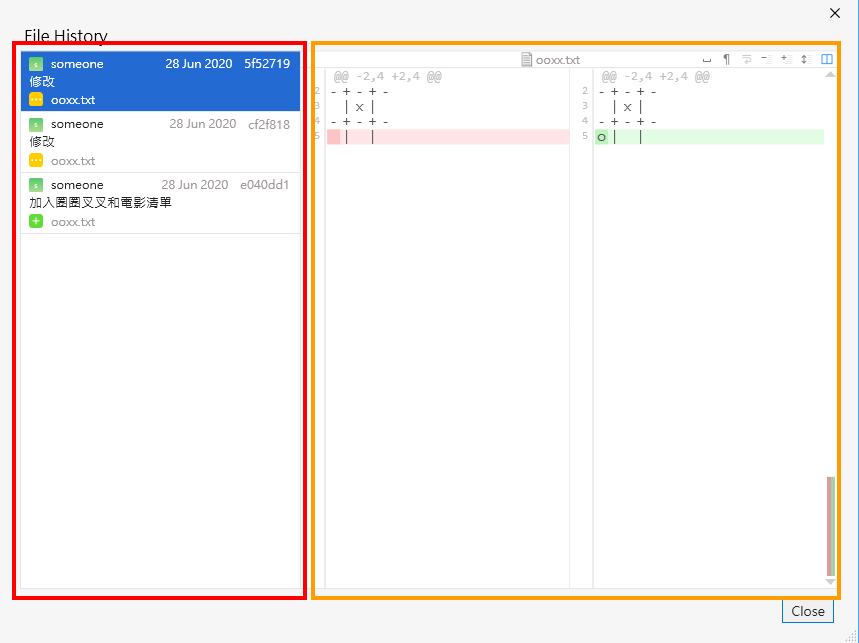 File History
someone 28 Jun 2020 5f52719
修改
ooxx.txt
someone 28 Jun 2020 cf2f818
修改
ooxx.txt
someone 28 Jun 2020 e040dd1
加入圈圈叉叉和電影清單
ooxx.txt
ooxx.txt
@@ -2,4 +2,4 @@
2 -+-+-
3 |x|
4 -+-+-
5 | |
@@ -2,4 +2,4 @@
2 -+-+-
3 |x|
4 -+-+-
5 o| |
Close